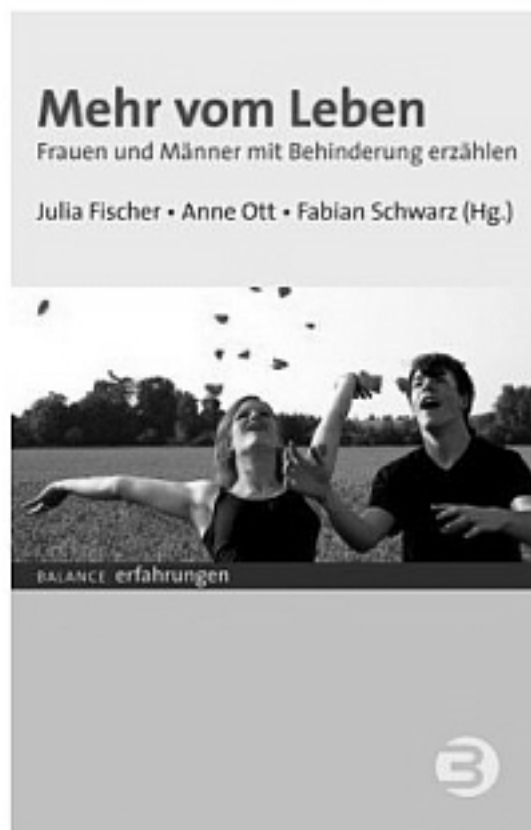 Mehr vom Leben
Frauen und Männer mit Behinderung erzählen
Julia Fischer • Anne Ott • Fabian Schwarz (Hg.)
BALANCE erfahrungen
B